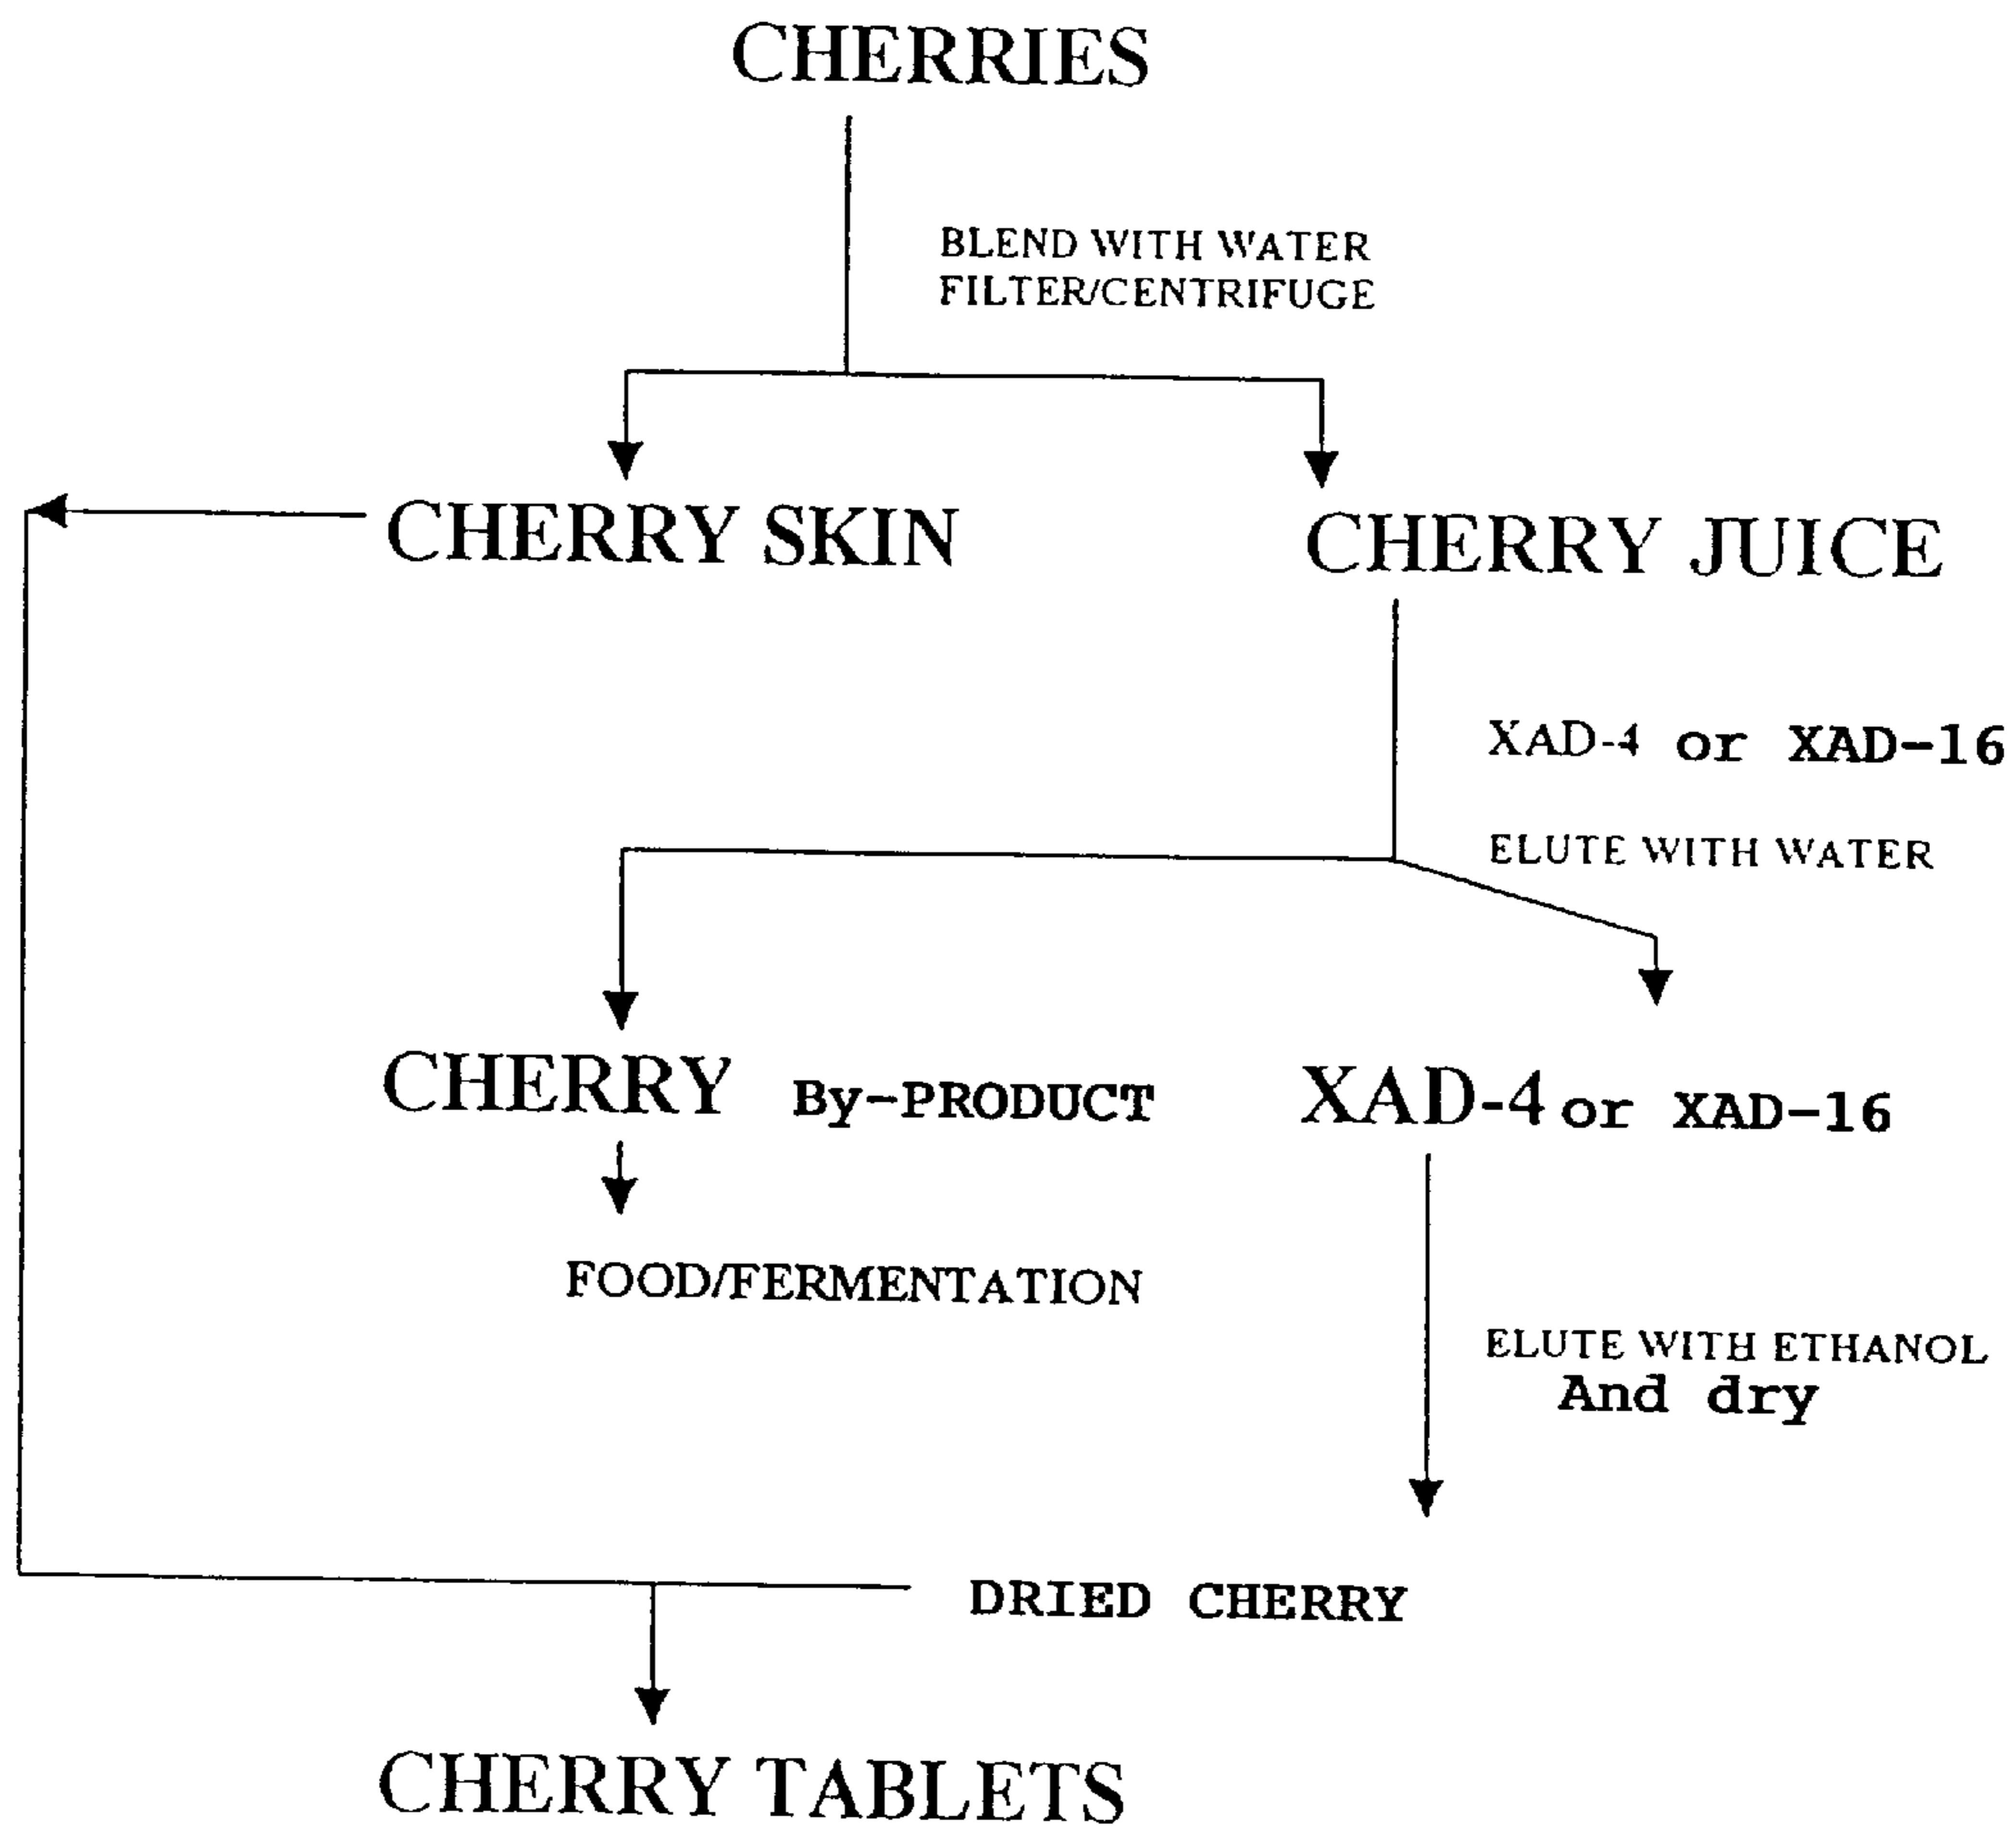 CHERRIES
BLEND WITH WATER
FILTER/CENTRIFUGE
CHERRY SKIN
CHERRY JUICE
XAD-4 or XAD-16
ELUTE WITH WATER
CHERRY By-PRODUCT
XAD-4 or XAD-16
FOOD/FERMENTATION
ELUTE WITH ETHANOL
And dry
DRIED CHERRY
CHERRY TABLETS